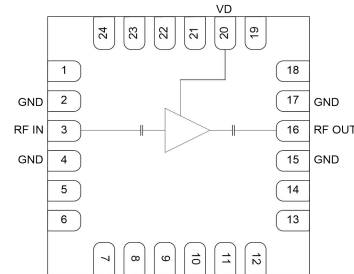 VD
24 23 22 21 20 19
1 18
GND 2 17 GND
RF IN 3 16 RF OUT
GND 4 15 GND
5 14
6 13
7 8 9 10 11 12